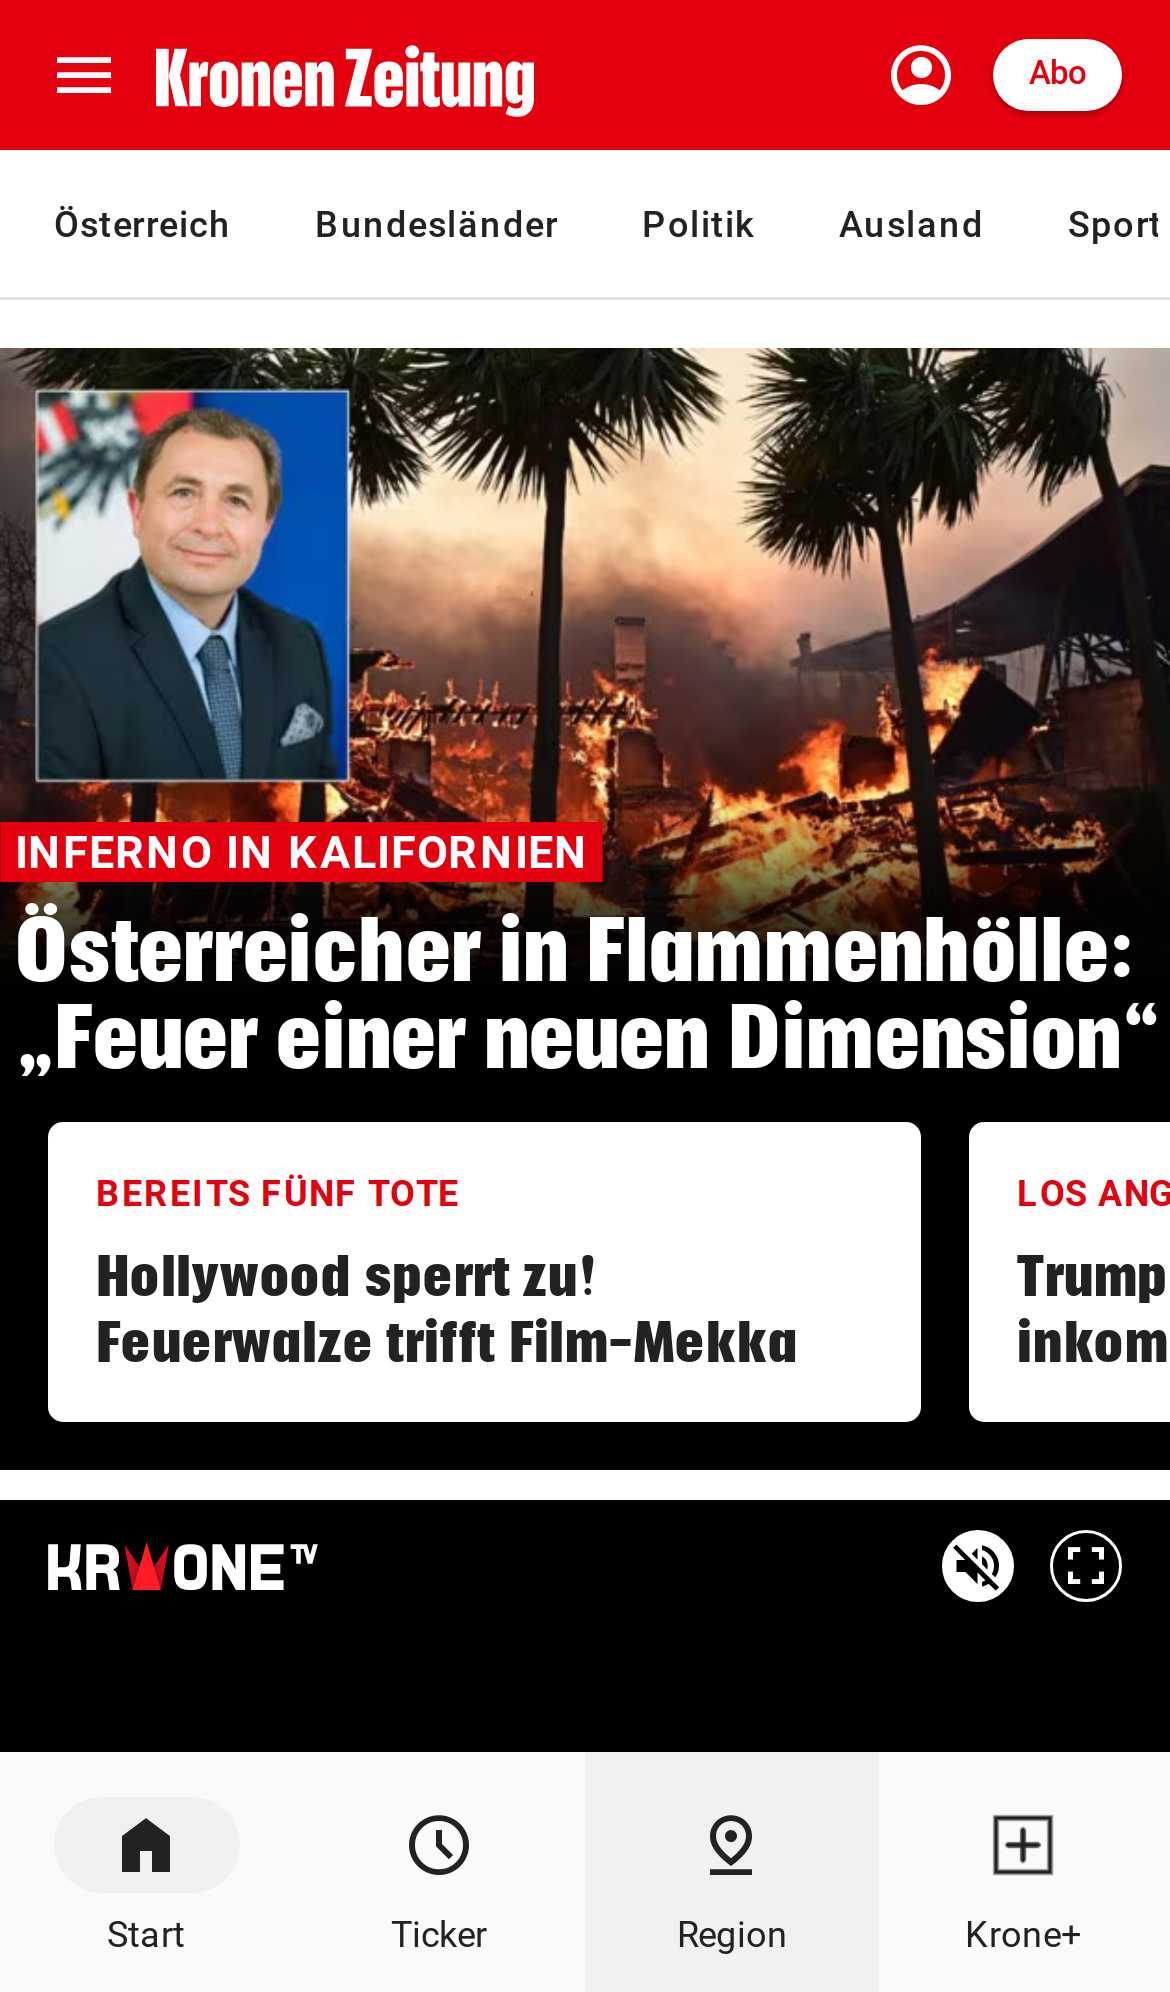 Kronen Zeitung
Abo
Österreich Bundesländer Politik Ausland Sport
INFERNO IN KALIFORNIEN
Österreicher in Flammenhölle:
„Feuer einer neuen Dimension“
BEREITS FÜNF TOTE
Hollywood sperrt zu!
Feuerwalze trifft Film-Mekka
LOS ANG
Trump
inkom
KRONE TV
Start Ticker Region Krone+